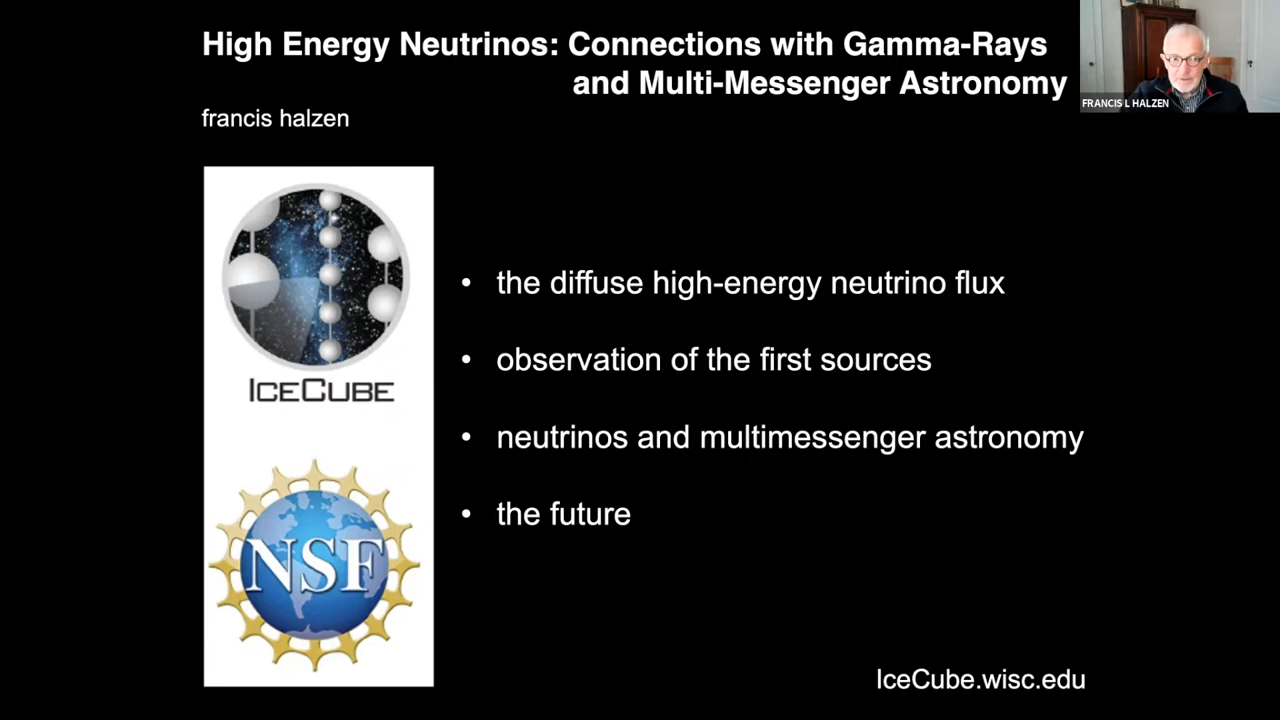 High Energy Neutrinos: Connections with Gamma-Rays
and Multi-Messenger Astronomy
francis halzen
FRANCIS L HALZEN
ICECUBE
• the diffuse high-energy neutrino flux
• observation of the first sources
• neutrinos and multimessenger astronomy
• the future
NSF
IceCube.wisc.edu